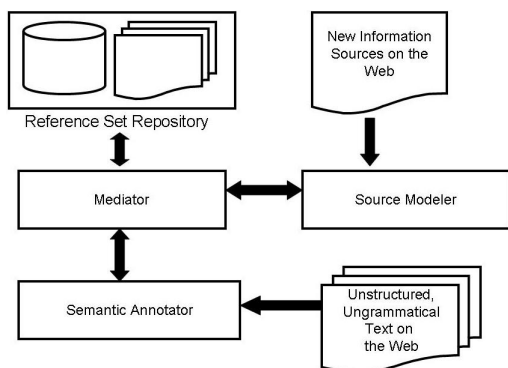 New Information
Sources on the
Web
Reference Set Repository
Mediator
Source Modeler
Semantic Annotator
Unstructured,
Ungrammatical
Text on
the Web